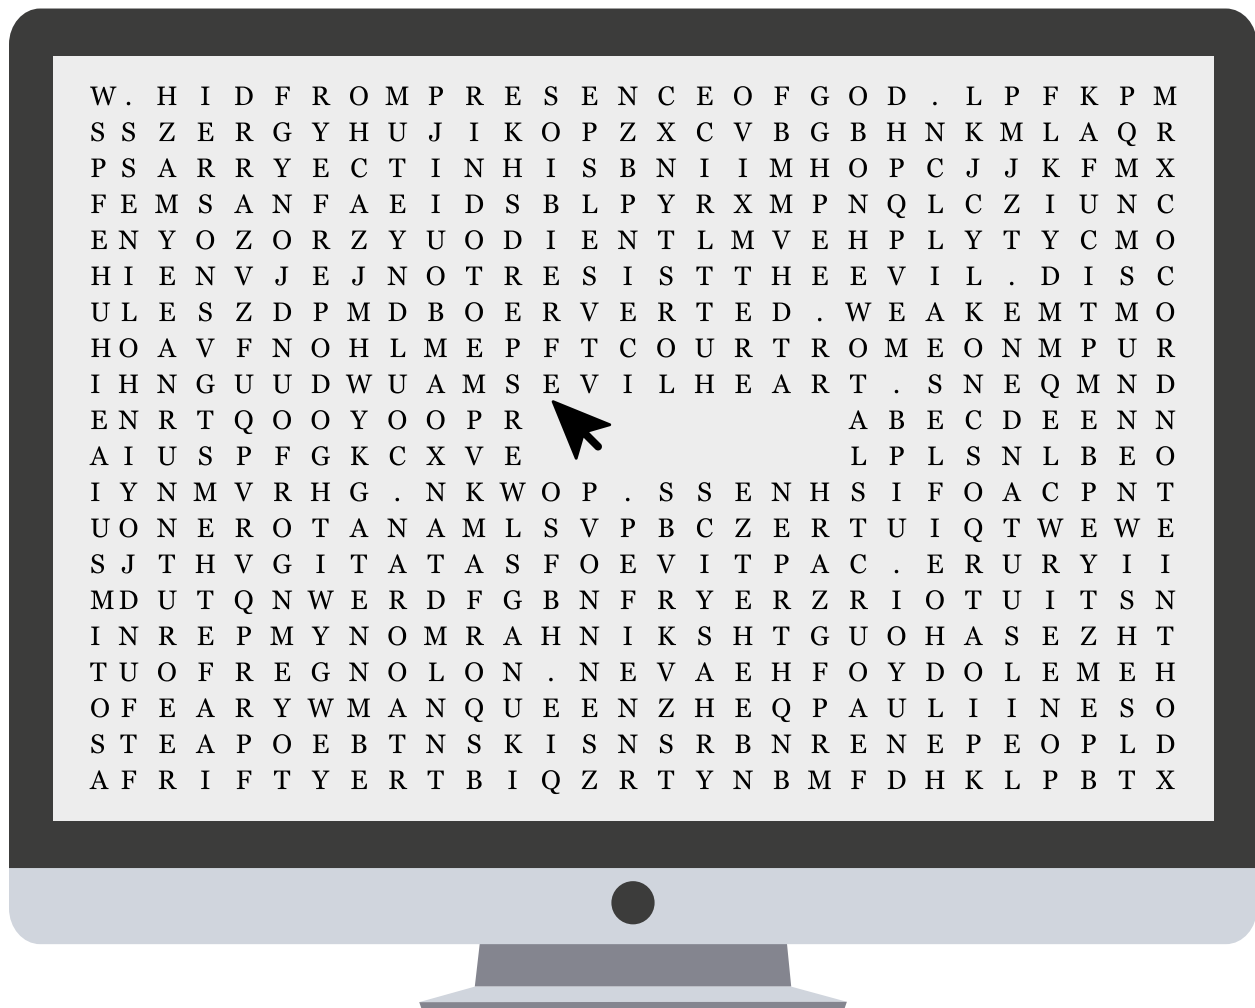 W . H I D F R O M P R E S E N C E O F G O D . L P F K P M
S S Z E R G Y H U J I K O P Z X C V B G B H N K M L A Q R
P S A R R Y E C T I N H I S B N I I M H O P C J J K F M X
F E M S A N F A E I D S B L P Y R X M P N Q L C Z I U N C
E N Y O Z O R Z Y U O D I E N T L M V E H P L Y T Y C M O
H I E N V J E J N O T R E S I S T T H E E V I L . D I S C
U L E S Z D P M D B O E R V E R T E D . W E A K E M T M O
H O A V F N O H L M E P F T C O U R T R O M E O N M P U R
I H N G U U D W U A M S E V I L H E A R T . S N E Q M N D
E N R T Q O O Y O O P R A B E C D E E N N
A I U S P F G K C X V E L P L S N L B E O
I Y N M V R H G . N K W O P . S S E N H S I F O A C P N T
U O N E R O T A N A M L S V P B C Z E R T U I Q T W E W E
S J T H V G I T A T A S F O E V I T P A C . E R U R Y I I
M D U T Q N W E R D F G B N F R Y E R Z R I O T U I T S N
I N R E P M Y N O M R A H N I K S H T G U O H A S E Z H T
T U O F R E G N O L O N . N E V A E H F O Y D O L E M E H
O F E A R Y W M A N Q U E E N Z H E Q P A U L I I N E S O
S T E A P O E B T N S K I S N S R B N R E N E P E O P L D
A F R I F T Y E R T B I Q Z R T Y N B M F D H K L P B T X